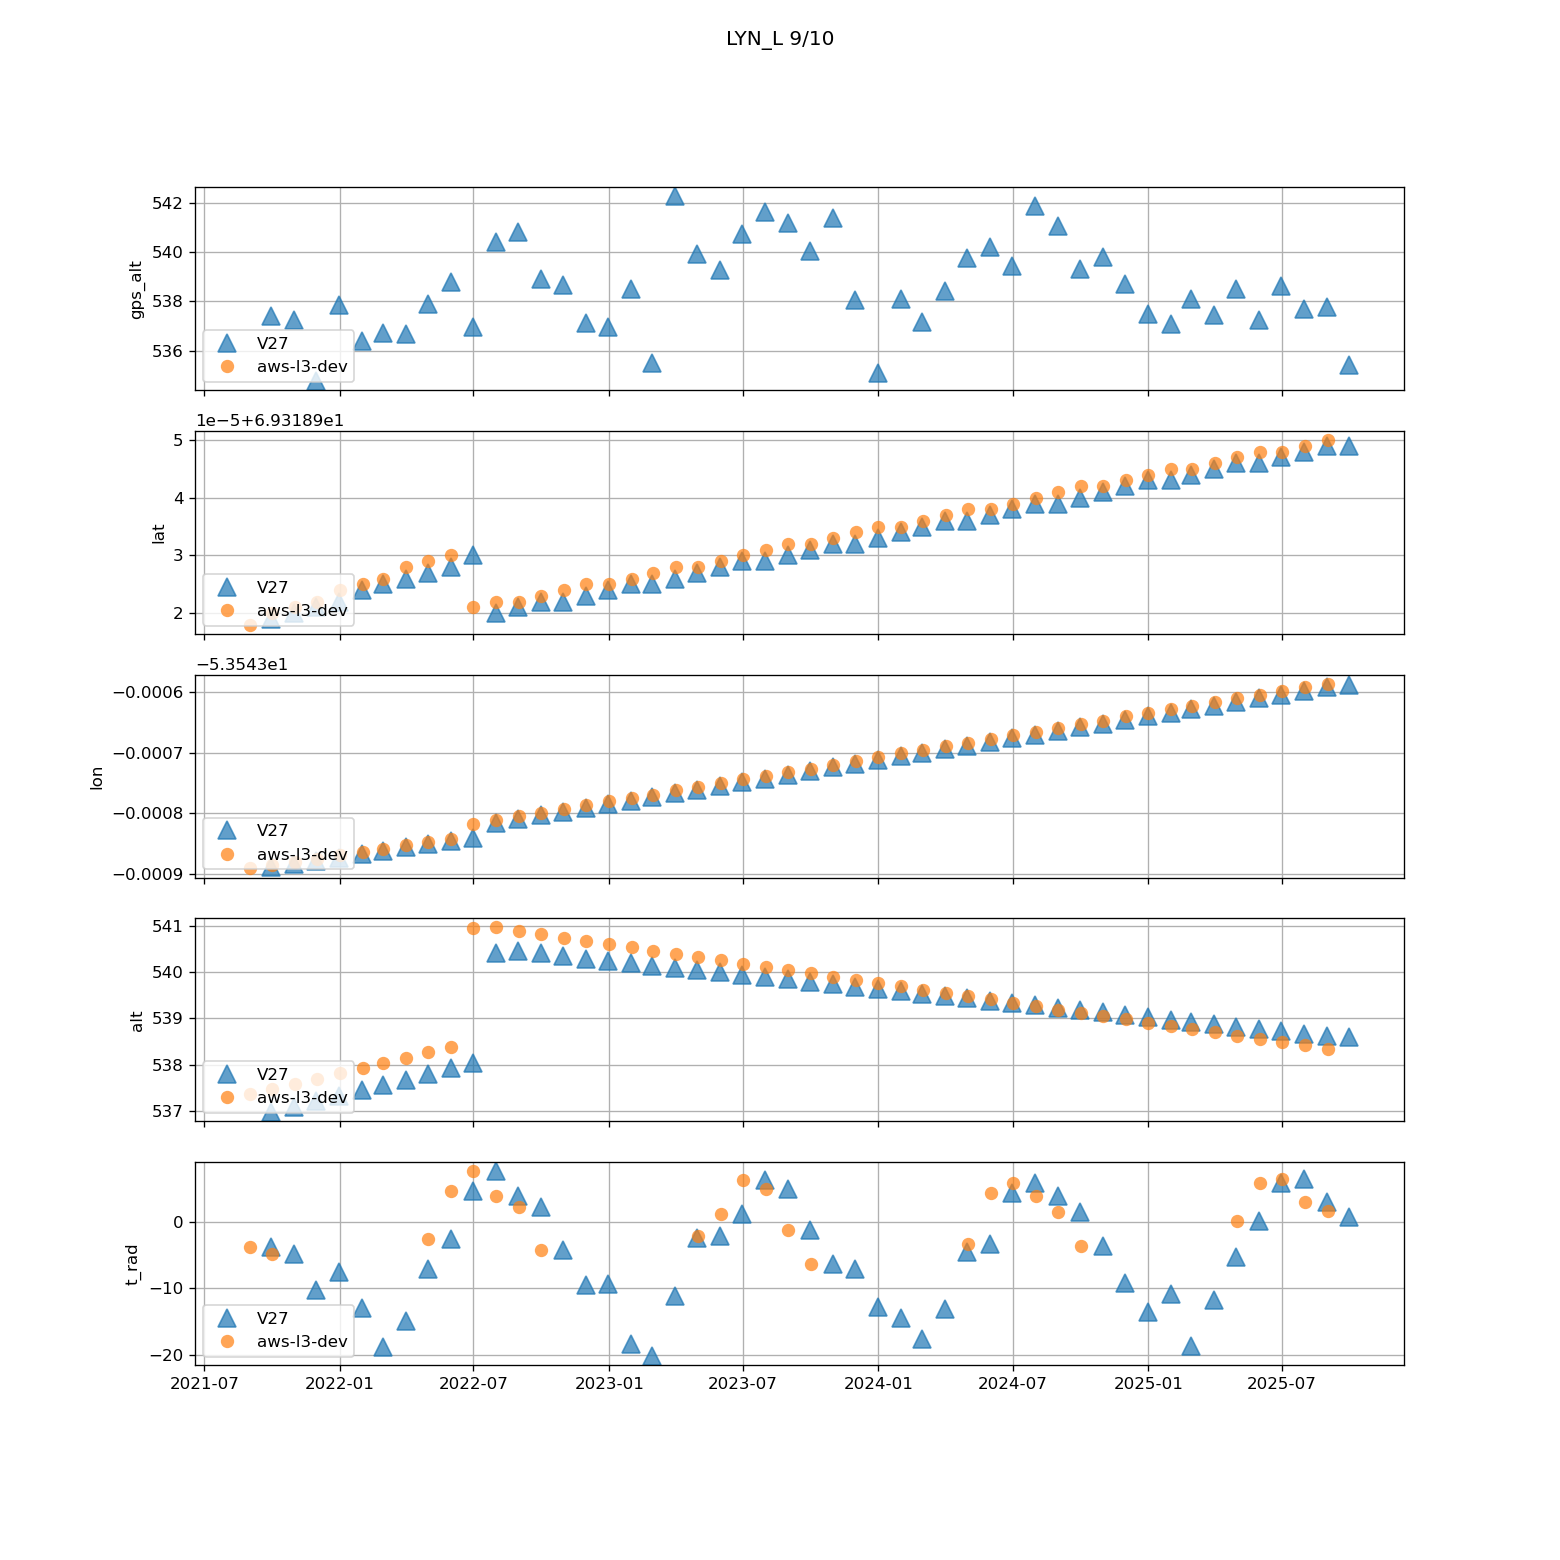 LYN_L 9/10
542
540
538
536
gps_alt
V27
aws-l3-dev
1e−5+6.93189e1
5
4
3
2
lat
V27
aws-l3-dev
−5.3543e1
−0.0006
−0.0007
−0.0008
−0.0009
lon
V27
aws-l3-dev
541
540
539
538
537
alt
V27
aws-l3-dev
0
−10
−20
t_rad
V27
aws-l3-dev
2021-07 2022-01 2022-07 2023-01 2023-07 2024-01 2024-07 2025-01 2025-07